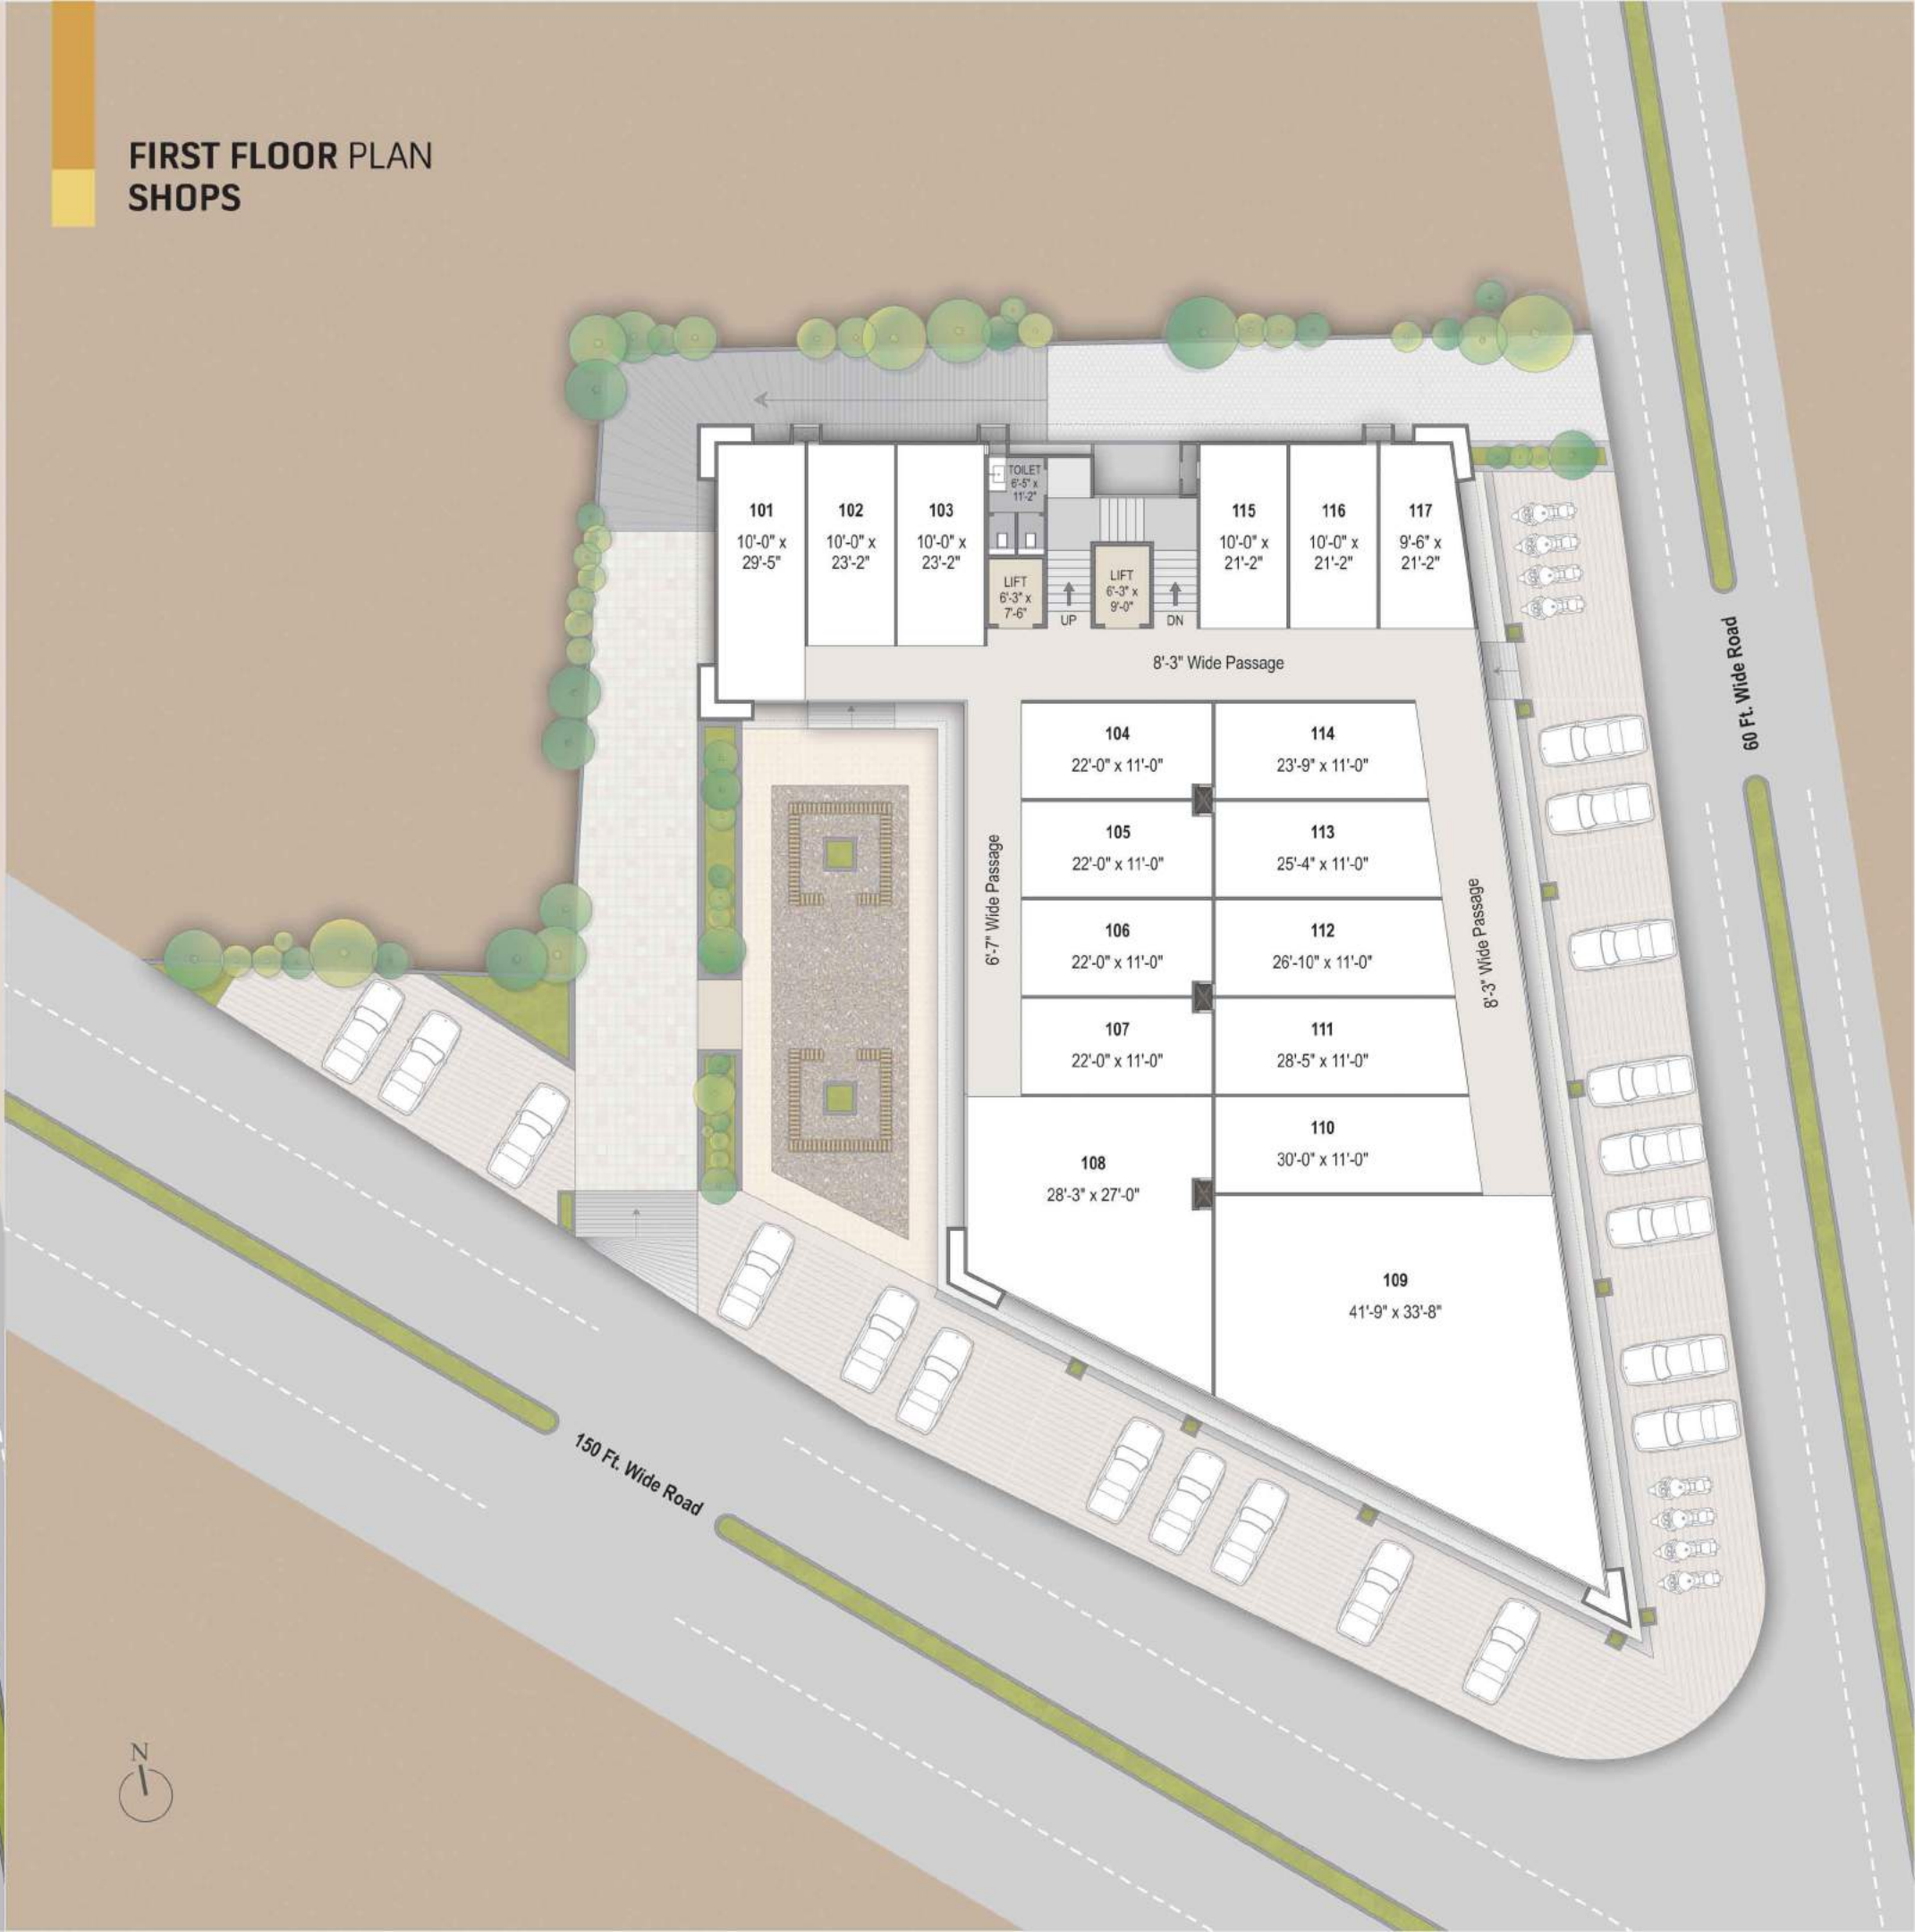 FIRST FLOOR PLAN
SHOPS
101
10'-0" x
29'-5"
102
10'-0" x
23'-2"
103
10'-0" x
23'-2"
TOILET
6'-5" x
11'-2"
LIFT
6'-3" x
7'-6"
UP
LIFT
6'-3" x
9'-0"
DN
115
10'-0" x
21'-2"
116
10'-0" x
21'-2"
117
9'-6" x
21'-2"
8'-3" Wide Passage
60 Ft. Wide Road
104
22'-0" x 11'-0"
114
23'-9" x 11'-0"
105
22'-0" x 11'-0"
113
25'-4" x 11'-0"
6'-7" Wide Passage
8'-3" Wide Passage
106
22'-0" x 11'-0"
112
26'-10" x 11'-0"
107
22'-0" x 11'-0"
111
28'-5" x 11'-0"
110
30'-0" x 11'-0"
108
28'-3" x 27'-0"
109
41'-9" x 33'-8"
150 Ft. Wide Road
N